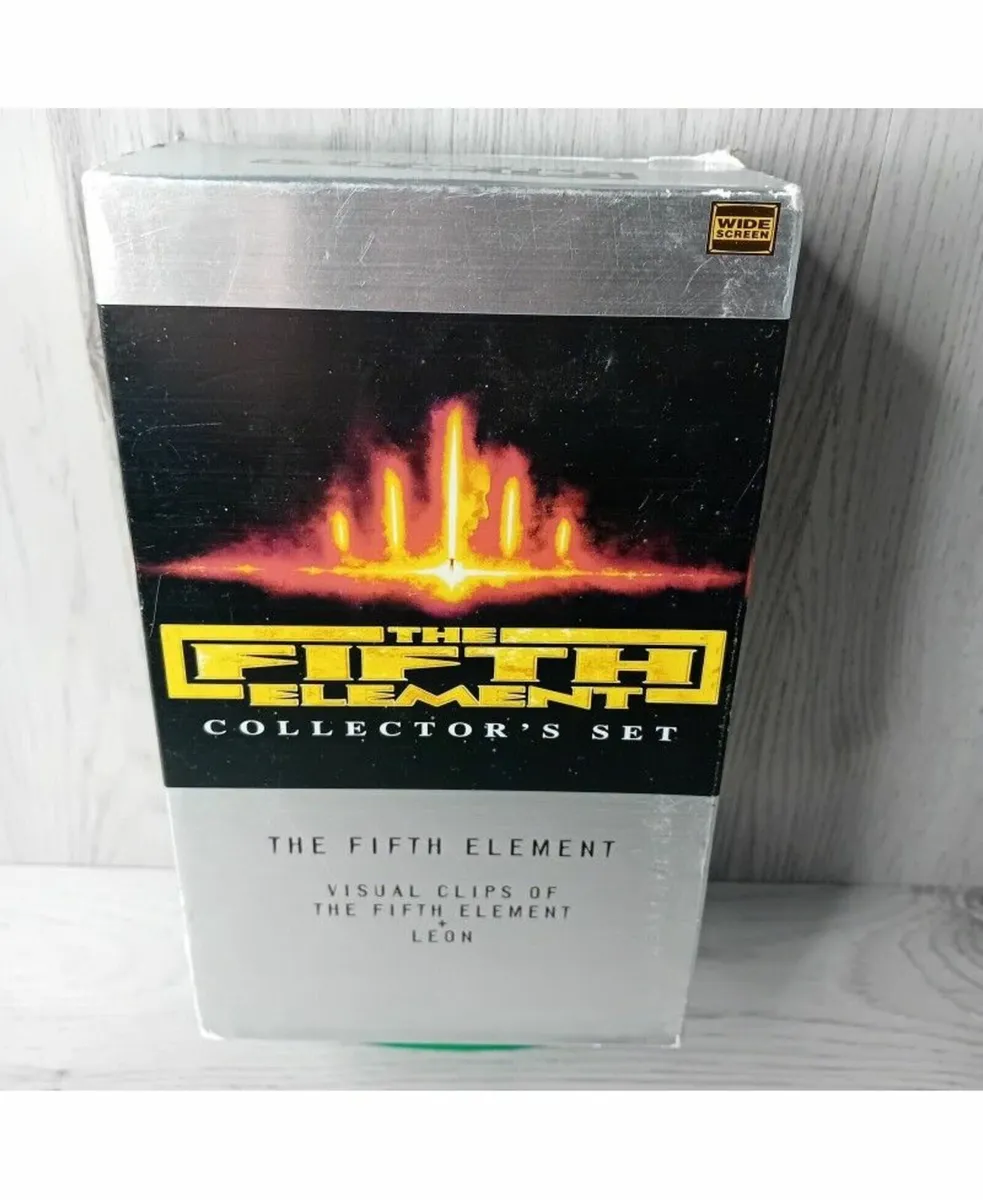 WIDE
SCREEN
THE
FIFTH
ELEMENT
COLLECTOR'S SET
THE FIFTH ELEMENT
VISUAL CLIPS OF
THE FIFTH ELEMENT
+
LEON